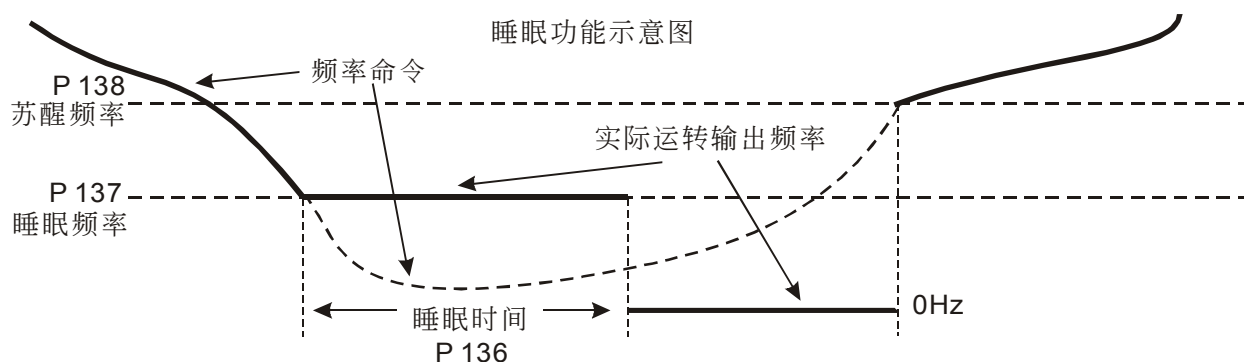 睡眠功能示意图
频率命令
P 138
苏醒频率
实际运转输出频率
P 137
睡眠频率
0Hz
睡眠时间
P 136